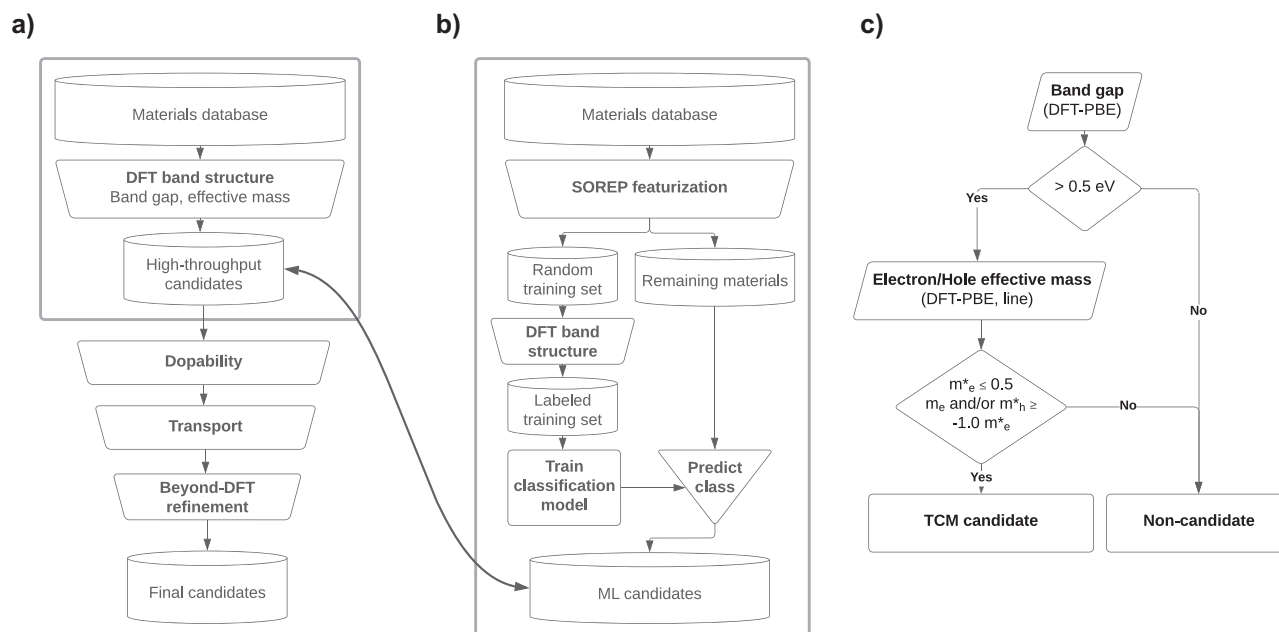 a)
Materials database
DFT band structure
Band gap, effective mass
High-throughput
candidates
Dopability
Transport
Beyond-DFT
refinement
Final candidates
b)
Materials database
SOREP featurization
Random
training set
Remaining materials
DFT band
structure
Labeled
training set
Train
classification
model
Predict
class
ML candidates
c)
Band gap
(DFT-PBE)
> 0.5 eV
Yes
No
Electron/Hole effective mass
(DFT-PBE, line)
m*e ≤ 0.5
me and/or m*h ≥
-1.0 m*e
No
Yes
TCM candidate
Non-candidate